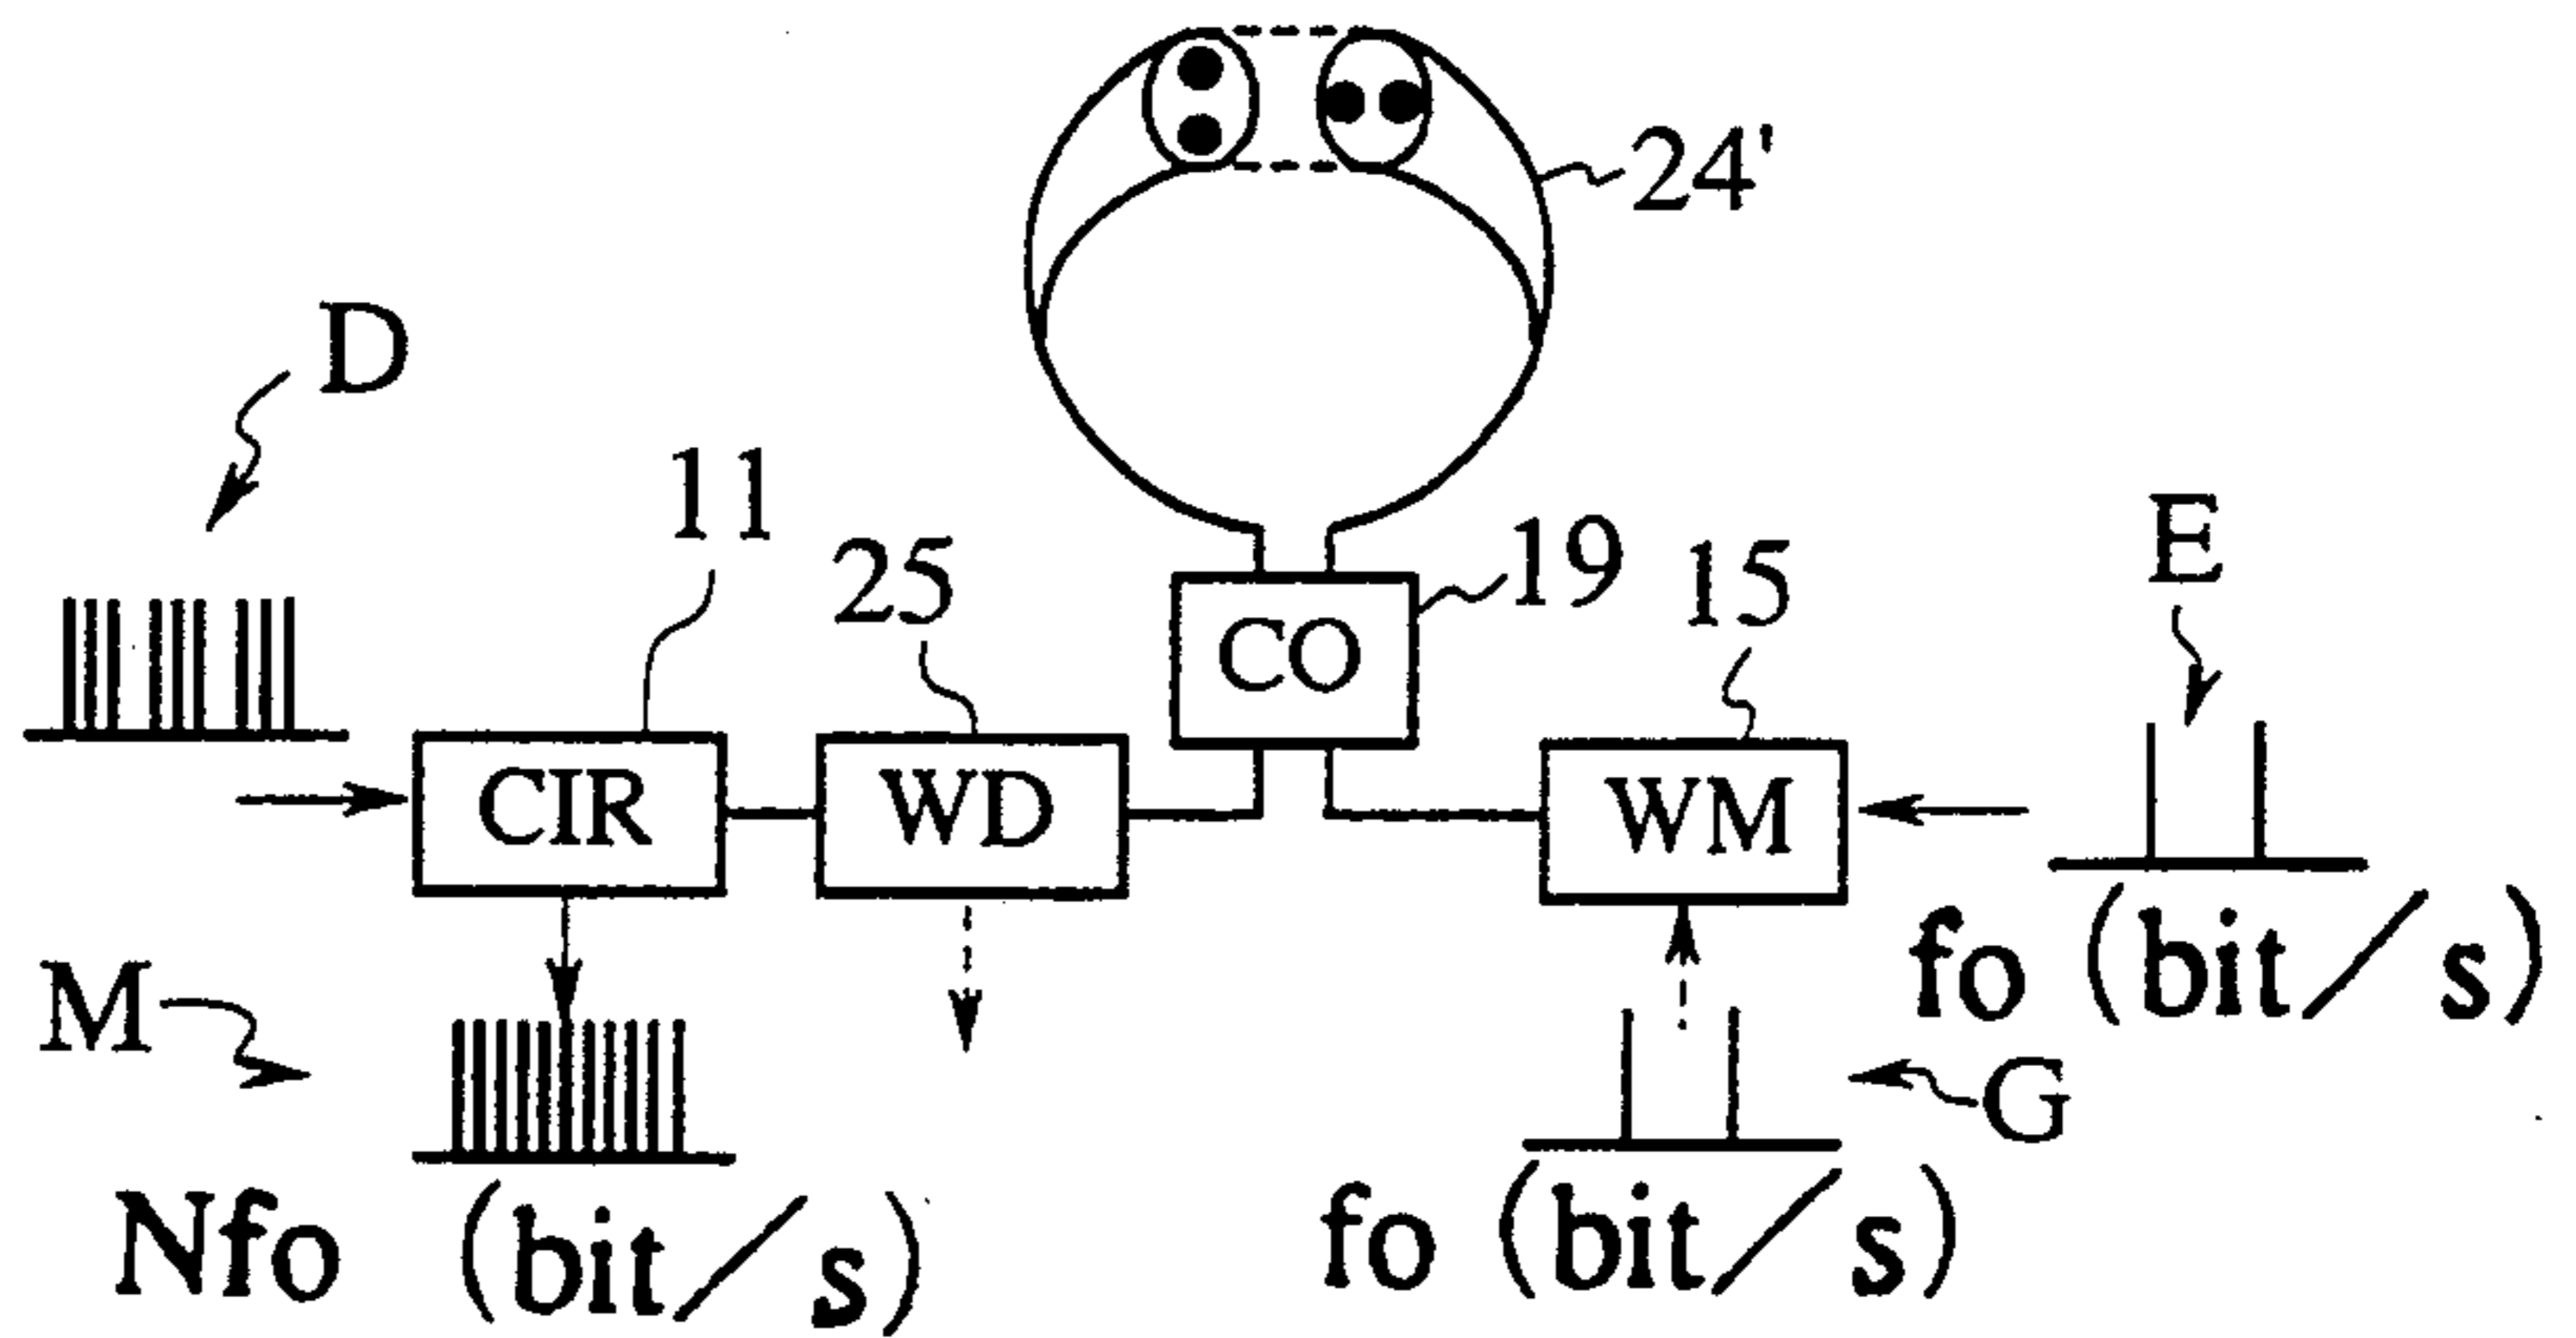 24'
D
11
25
19
15
E
CO
CIR
WD
WM
M
fo (bit/s)
G
Nfo (bit/s)
fo (bit/s)